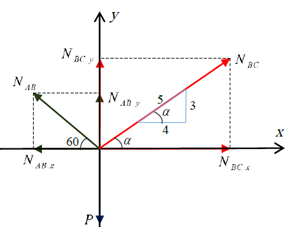 y
N_BC y
N_BC
N_AB
N_AB y
5
3
α
4
60
α
x
N_AB x
N_BC x
P